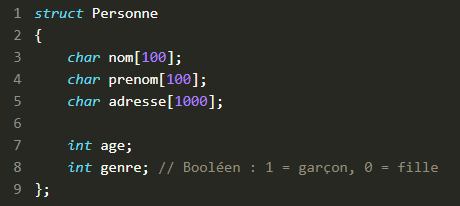 1 struct Personne
2 {
3     char nom[100];
4     char prenom[100];
5     char adresse[1000];
6
7     int age;
8     int genre; // Booléen : 1 = garçon, 0 = fille
9 };